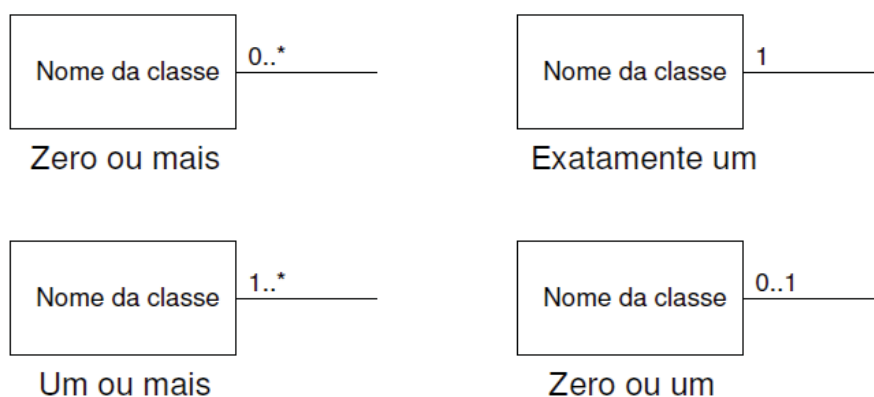 Nome da classe 0..*
Zero ou mais
Nome da classe 1
Exatamente um
Nome da classe 1..*
Um ou mais
Nome da classe 0..1
Zero ou um